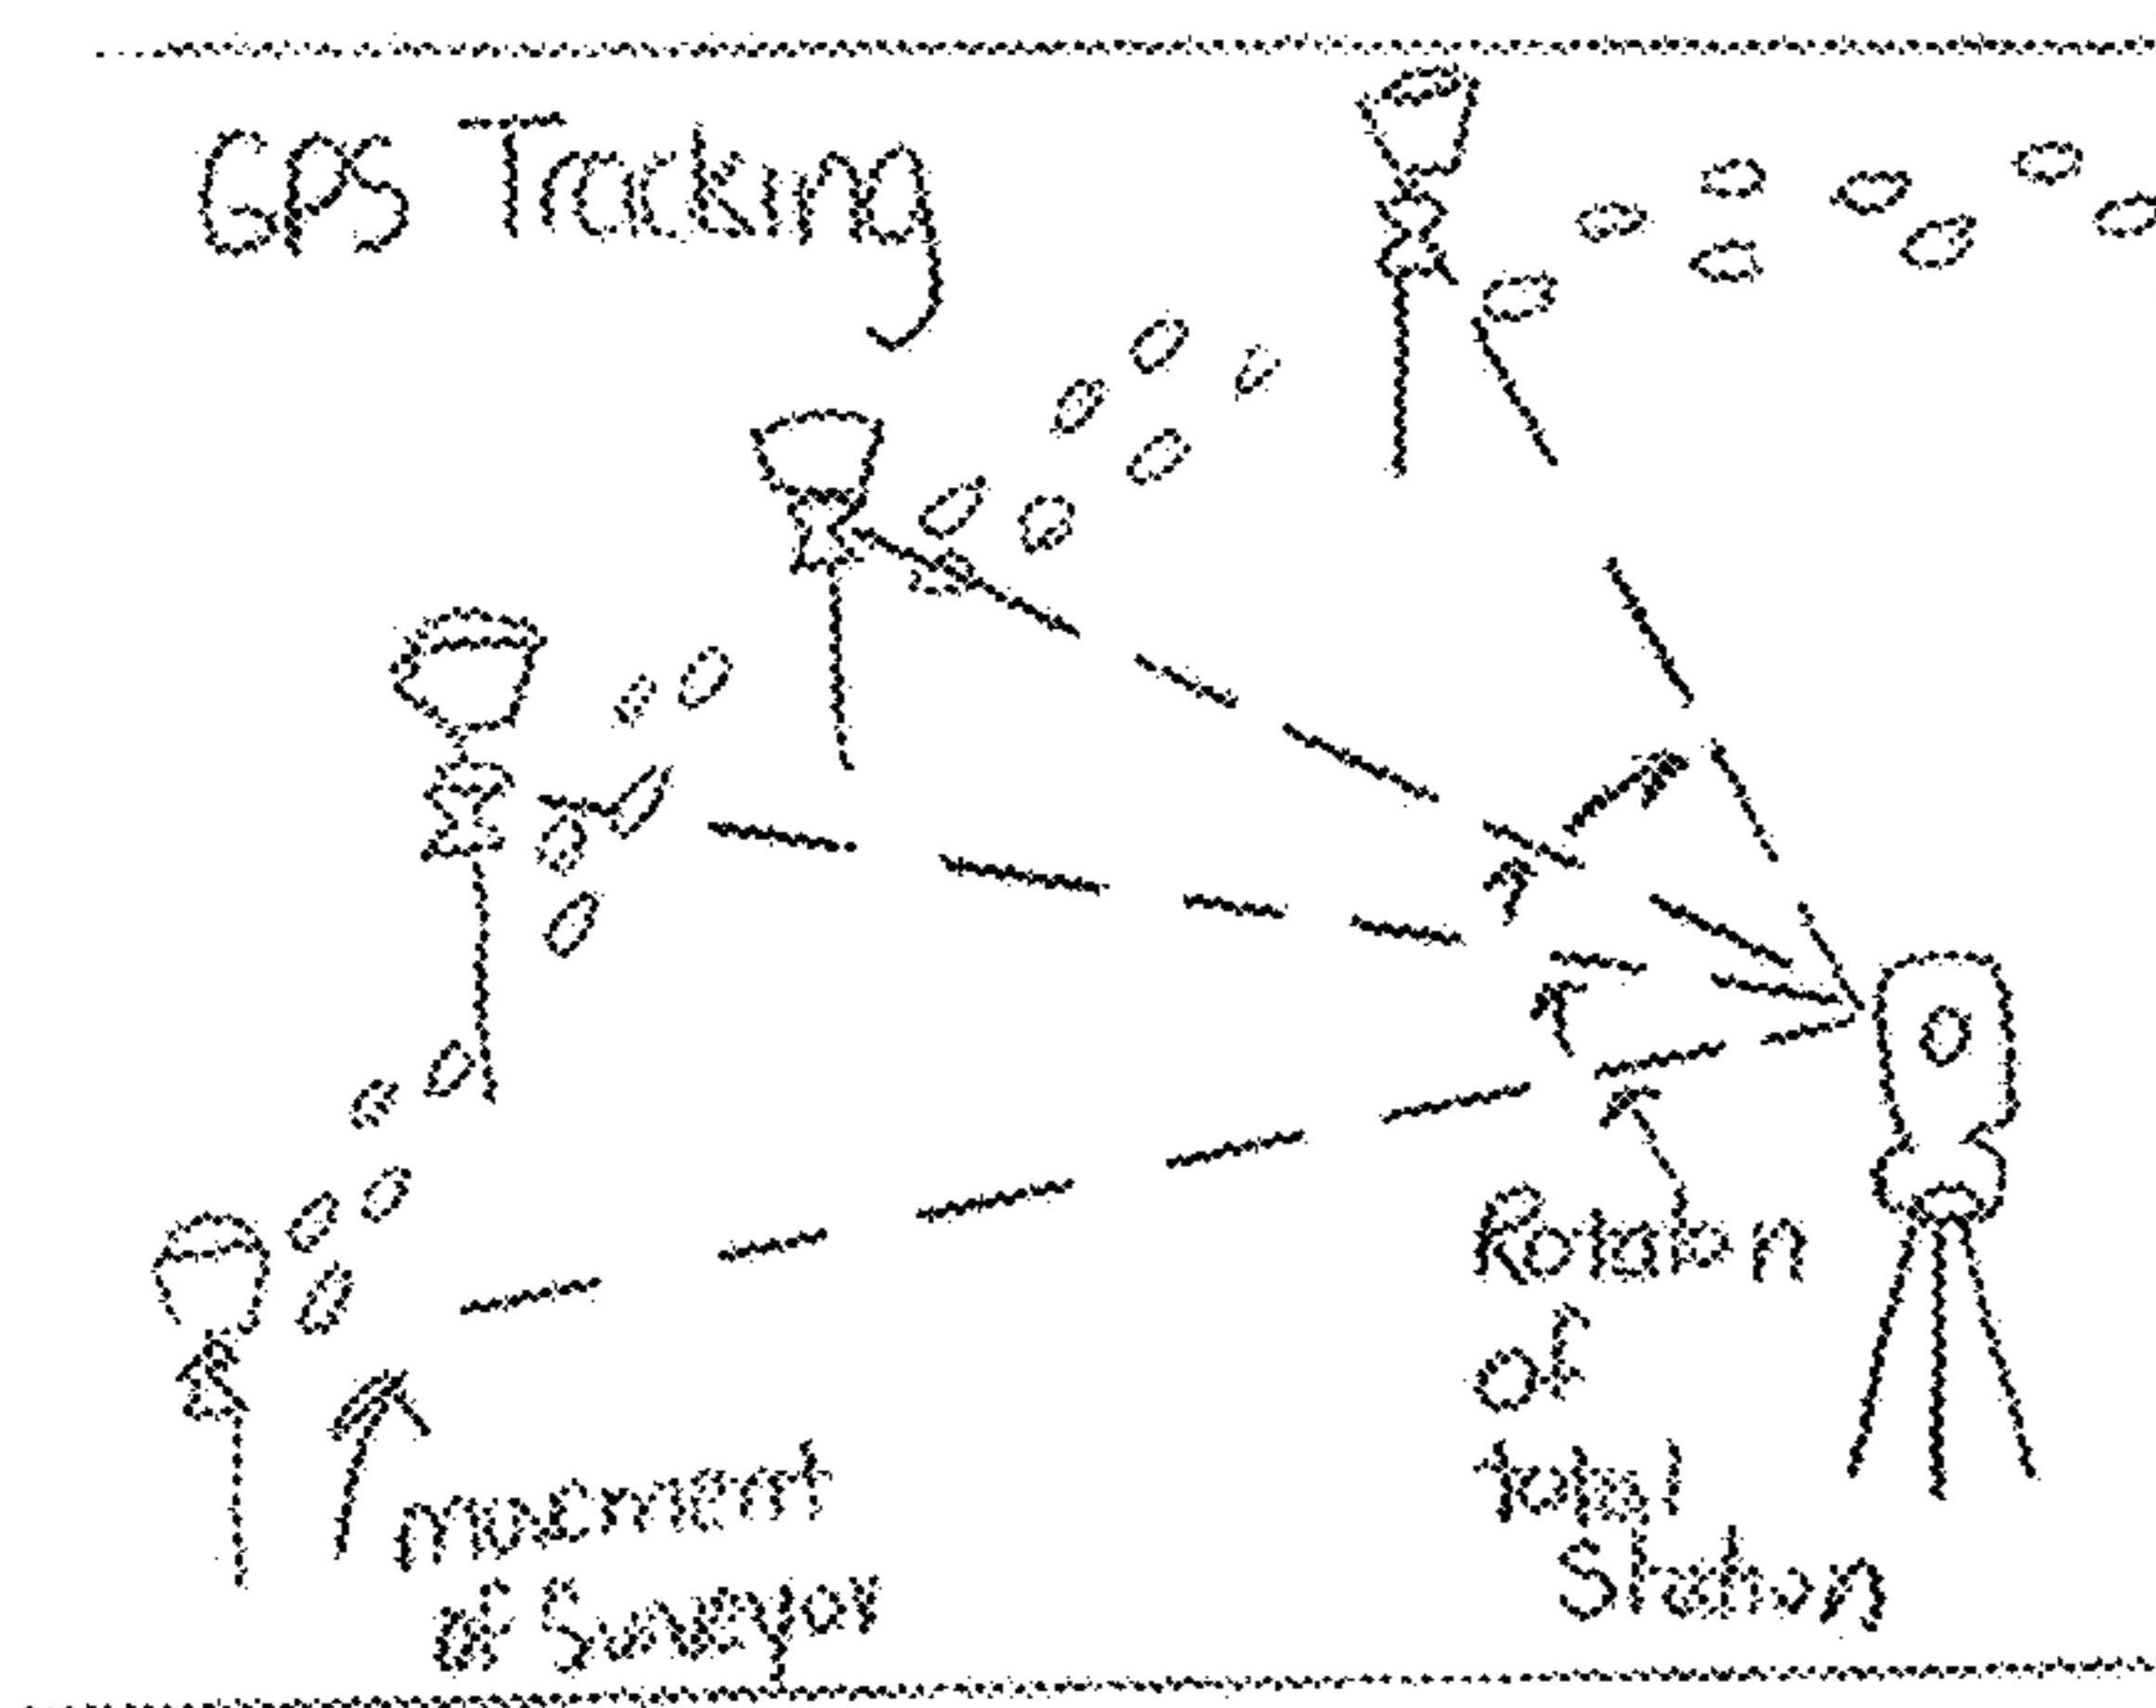 GPS Tracking
Rotation
of
total
Station
movement
of Surveyor